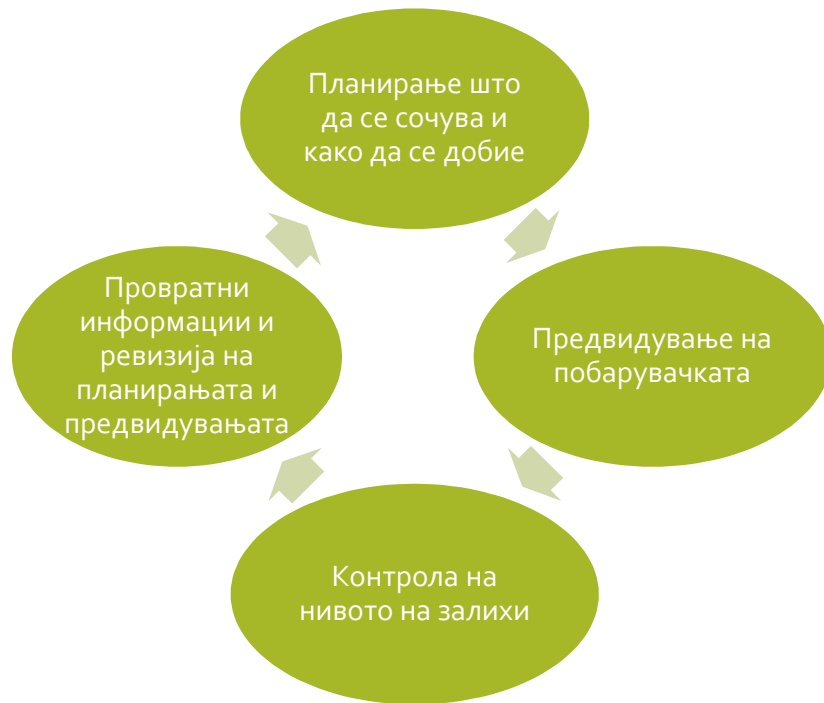 Планирање што
да се сочува и
како да се добие
Предвидување на
побарувачката
Контрола на
нивото на залихи
Провратни
информации и
ревизија на
планирањата и
предвидувањата